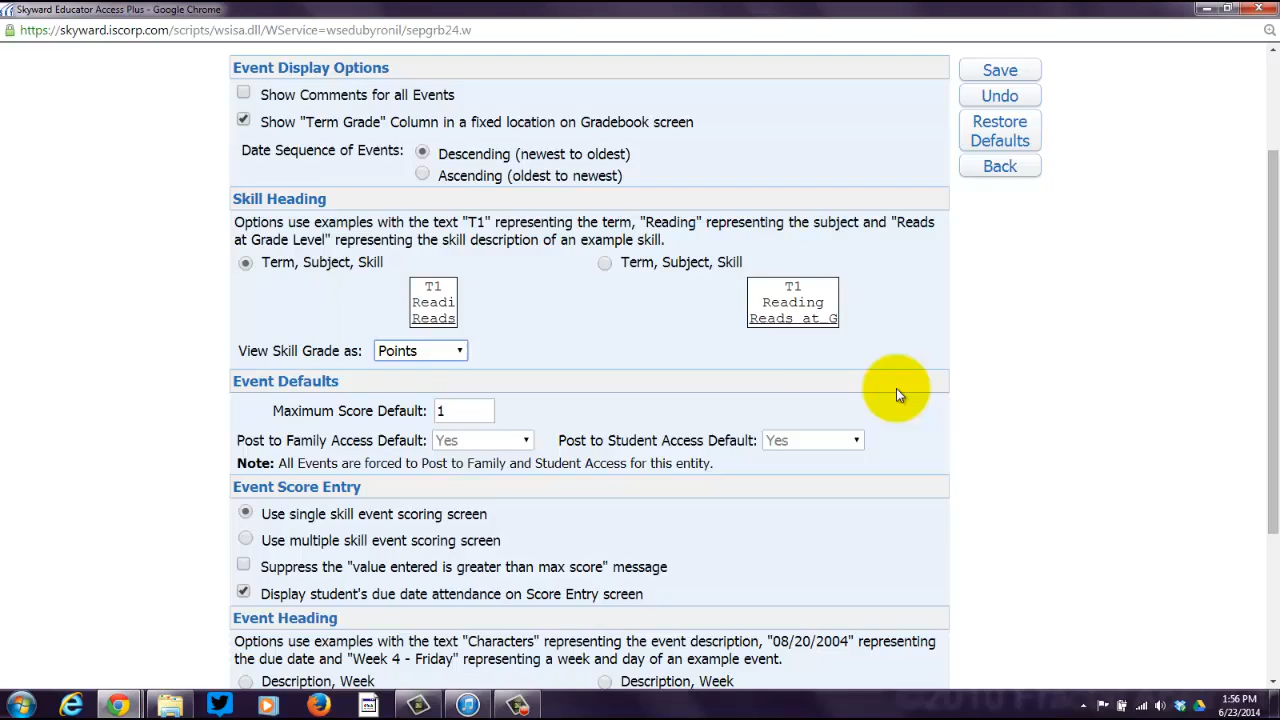 Skyward Educator Access Plus - Google Chrome
https://skyward.iscorp.com/scripts/wsisa.dll/WService=wsedubyronil/sepgrb24.w
Event Display Options
Save
Show Comments for all Events
Undo
Show "Term Grade" Column in a fixed location on Gradebook screen
Restore
Defaults
Date Sequence of Events:
Descending (newest to oldest)
Ascending (oldest to newest)
Back
Skill Heading
Options use examples with the text "T1" representing the term, "Reading" representing the subject and "Reads
at Grade Level" representing the skill description of an example skill.
Term, Subject, Skill
Term, Subject, Skill
T1
Readi
Reads
T1
Reading
Reads at G
View Skill Grade as: Points
Event Defaults
Maximum Score Default: 1
Post to Family Access Default: Yes Post to Student Access Default: Yes
Note: All Events are forced to Post to Family and Student Access for this entity.
Event Score Entry
Use single skill event scoring screen
Use multiple skill event scoring screen
Suppress the "value entered is greater than max score" message
Display student's due date attendance on Score Entry screen
Event Heading
Options use examples with the text "Characters" representing the event description, "08/20/2004" representing
the due date and "Week 4 - Friday" representing a week and day of an example event.
Description, Week
Description, Week
1:56 PM
6/23/2014